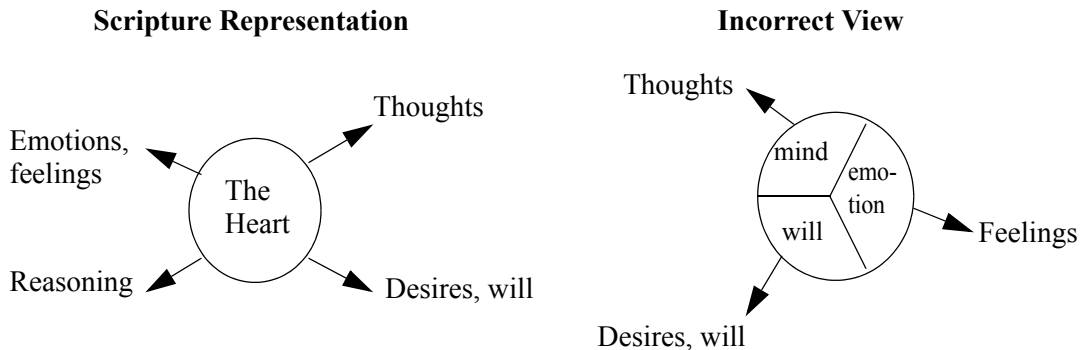 Scripture Representation
Thoughts
Emotions,
feelings
The
Heart
Reasoning
Desires, will
Incorrect View
Thoughts
mind
emo-
tion
will
Feelings
Desires, will